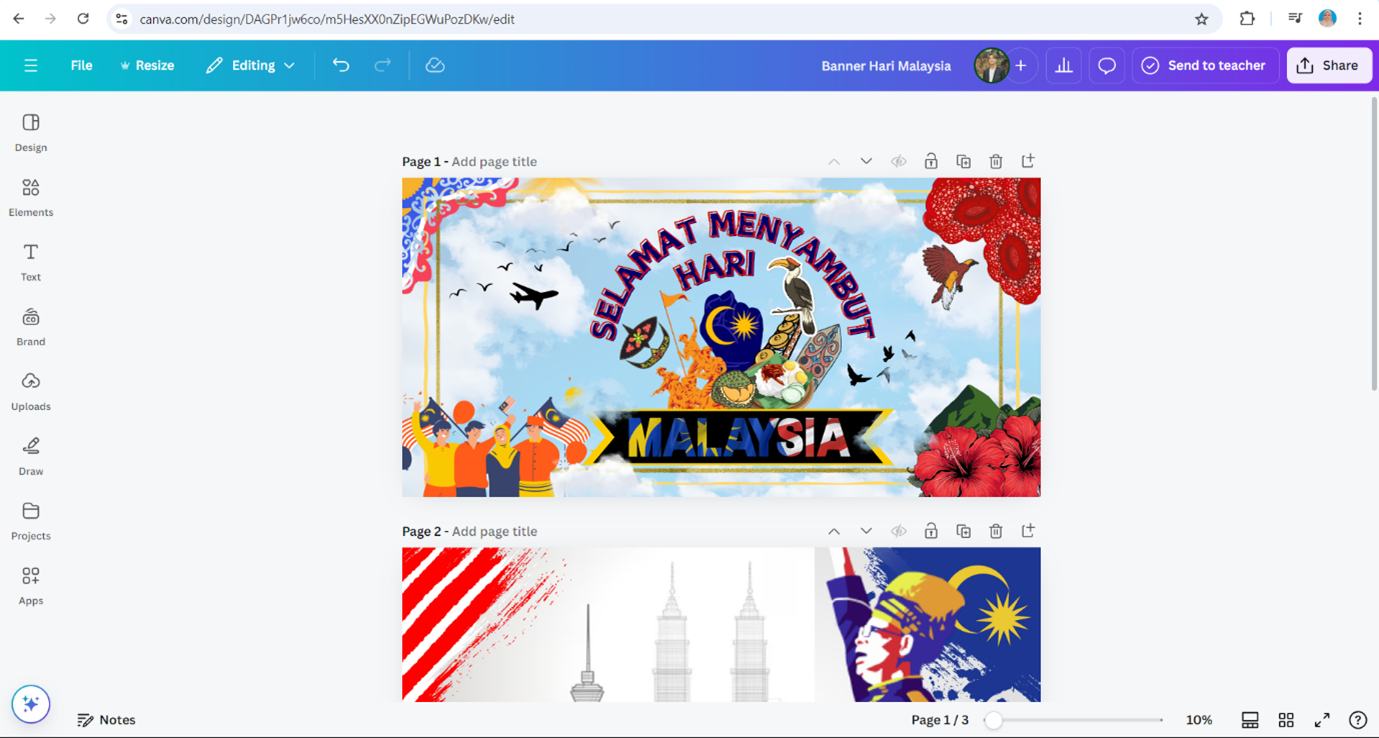 canva.com/design/DAGPr1jw6co/m5HesXX0nZipEGWuPozDKw/edit
File Resize Editing Banner Hari Malaysia Send to teacher Share
Design
Elements
Text
Brand
Uploads
Draw
Projects
Apps
Page 1 - Add page title
SELAMAT MENYAMBUT
HARI
MALAYSIA
Page 2 - Add page title
Notes Page 1 / 3 10%